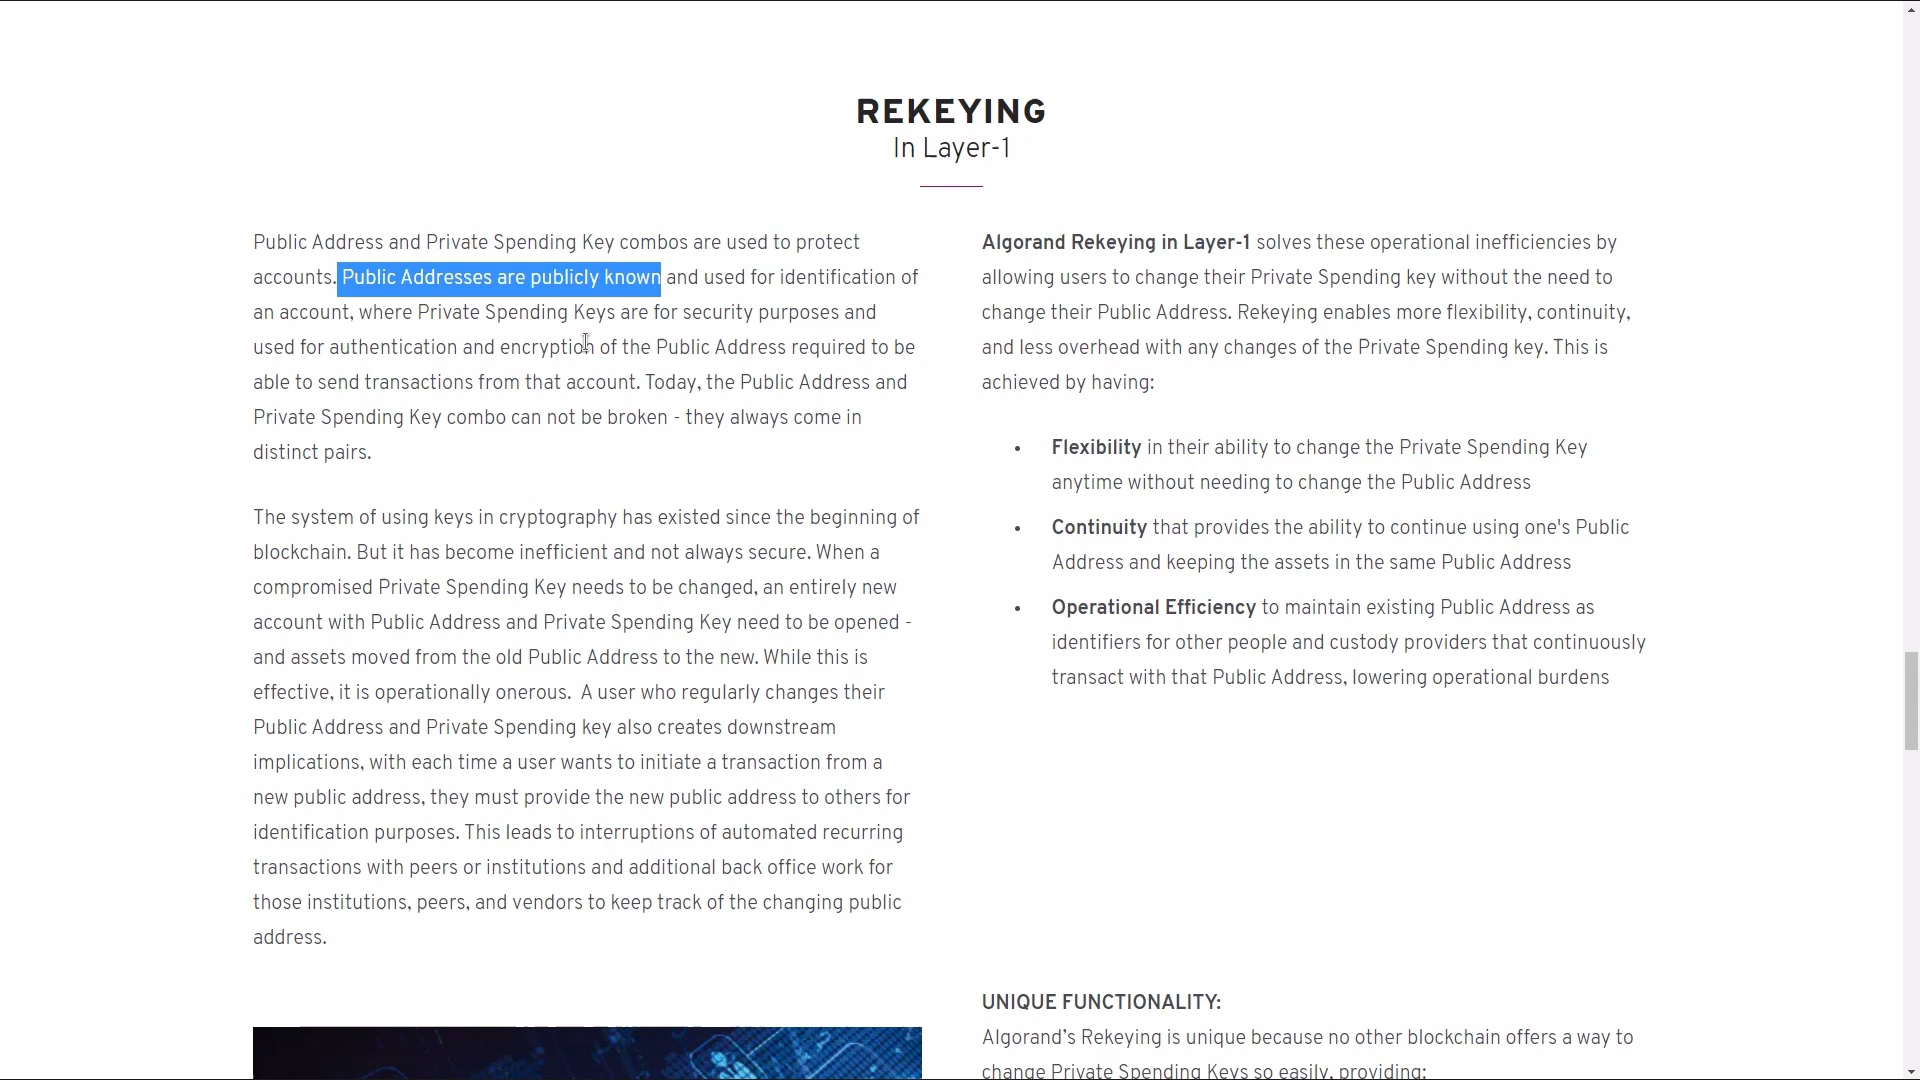 REKEYING
In Layer-1
Public Address and Private Spending Key combos are used to protect
accounts. Public Addresses are publicly known and used for identification of
an account, where Private Spending Keys are for security purposes and
used for authentication and encryption of the Public Address required to be
able to send transactions from that account. Today, the Public Address and
Private Spending Key combo can not be broken - they always come in
distinct pairs.
The system of using keys in cryptography has existed since the beginning of
blockchain. But it has become inefficient and not always secure. When a
compromised Private Spending Key needs to be changed, an entirely new
account with Public Address and Private Spending Key need to be opened -
and assets moved from the old Public Address to the new. While this is
effective, it is operationally onerous.  A user who regularly changes their
Public Address and Private Spending key also creates downstream
implications, with each time a user wants to initiate a transaction from a
new public address, they must provide the new public address to others for
identification purposes. This leads to interruptions of automated recurring
transactions with peers or institutions and additional back office work for
those institutions, peers, and vendors to keep track of the changing public
address.
Algorand Rekeying in Layer-1 solves these operational inefficiencies by
allowing users to change their Private Spending key without the need to
change their Public Address. Rekeying enables more flexibility, continuity,
and less overhead with any changes of the Private Spending key. This is
achieved by having:
• Flexibility in their ability to change the Private Spending Key
anytime without needing to change the Public Address
• Continuity that provides the ability to continue using one's Public
Address and keeping the assets in the same Public Address
• Operational Efficiency to maintain existing Public Address as
identifiers for other people and custody providers that continuously
transact with that Public Address, lowering operational burdens
UNIQUE FUNCTIONALITY:
Algorand’s Rekeying is unique because no other blockchain offers a way to
change Private Spending Keys so easily, providing: